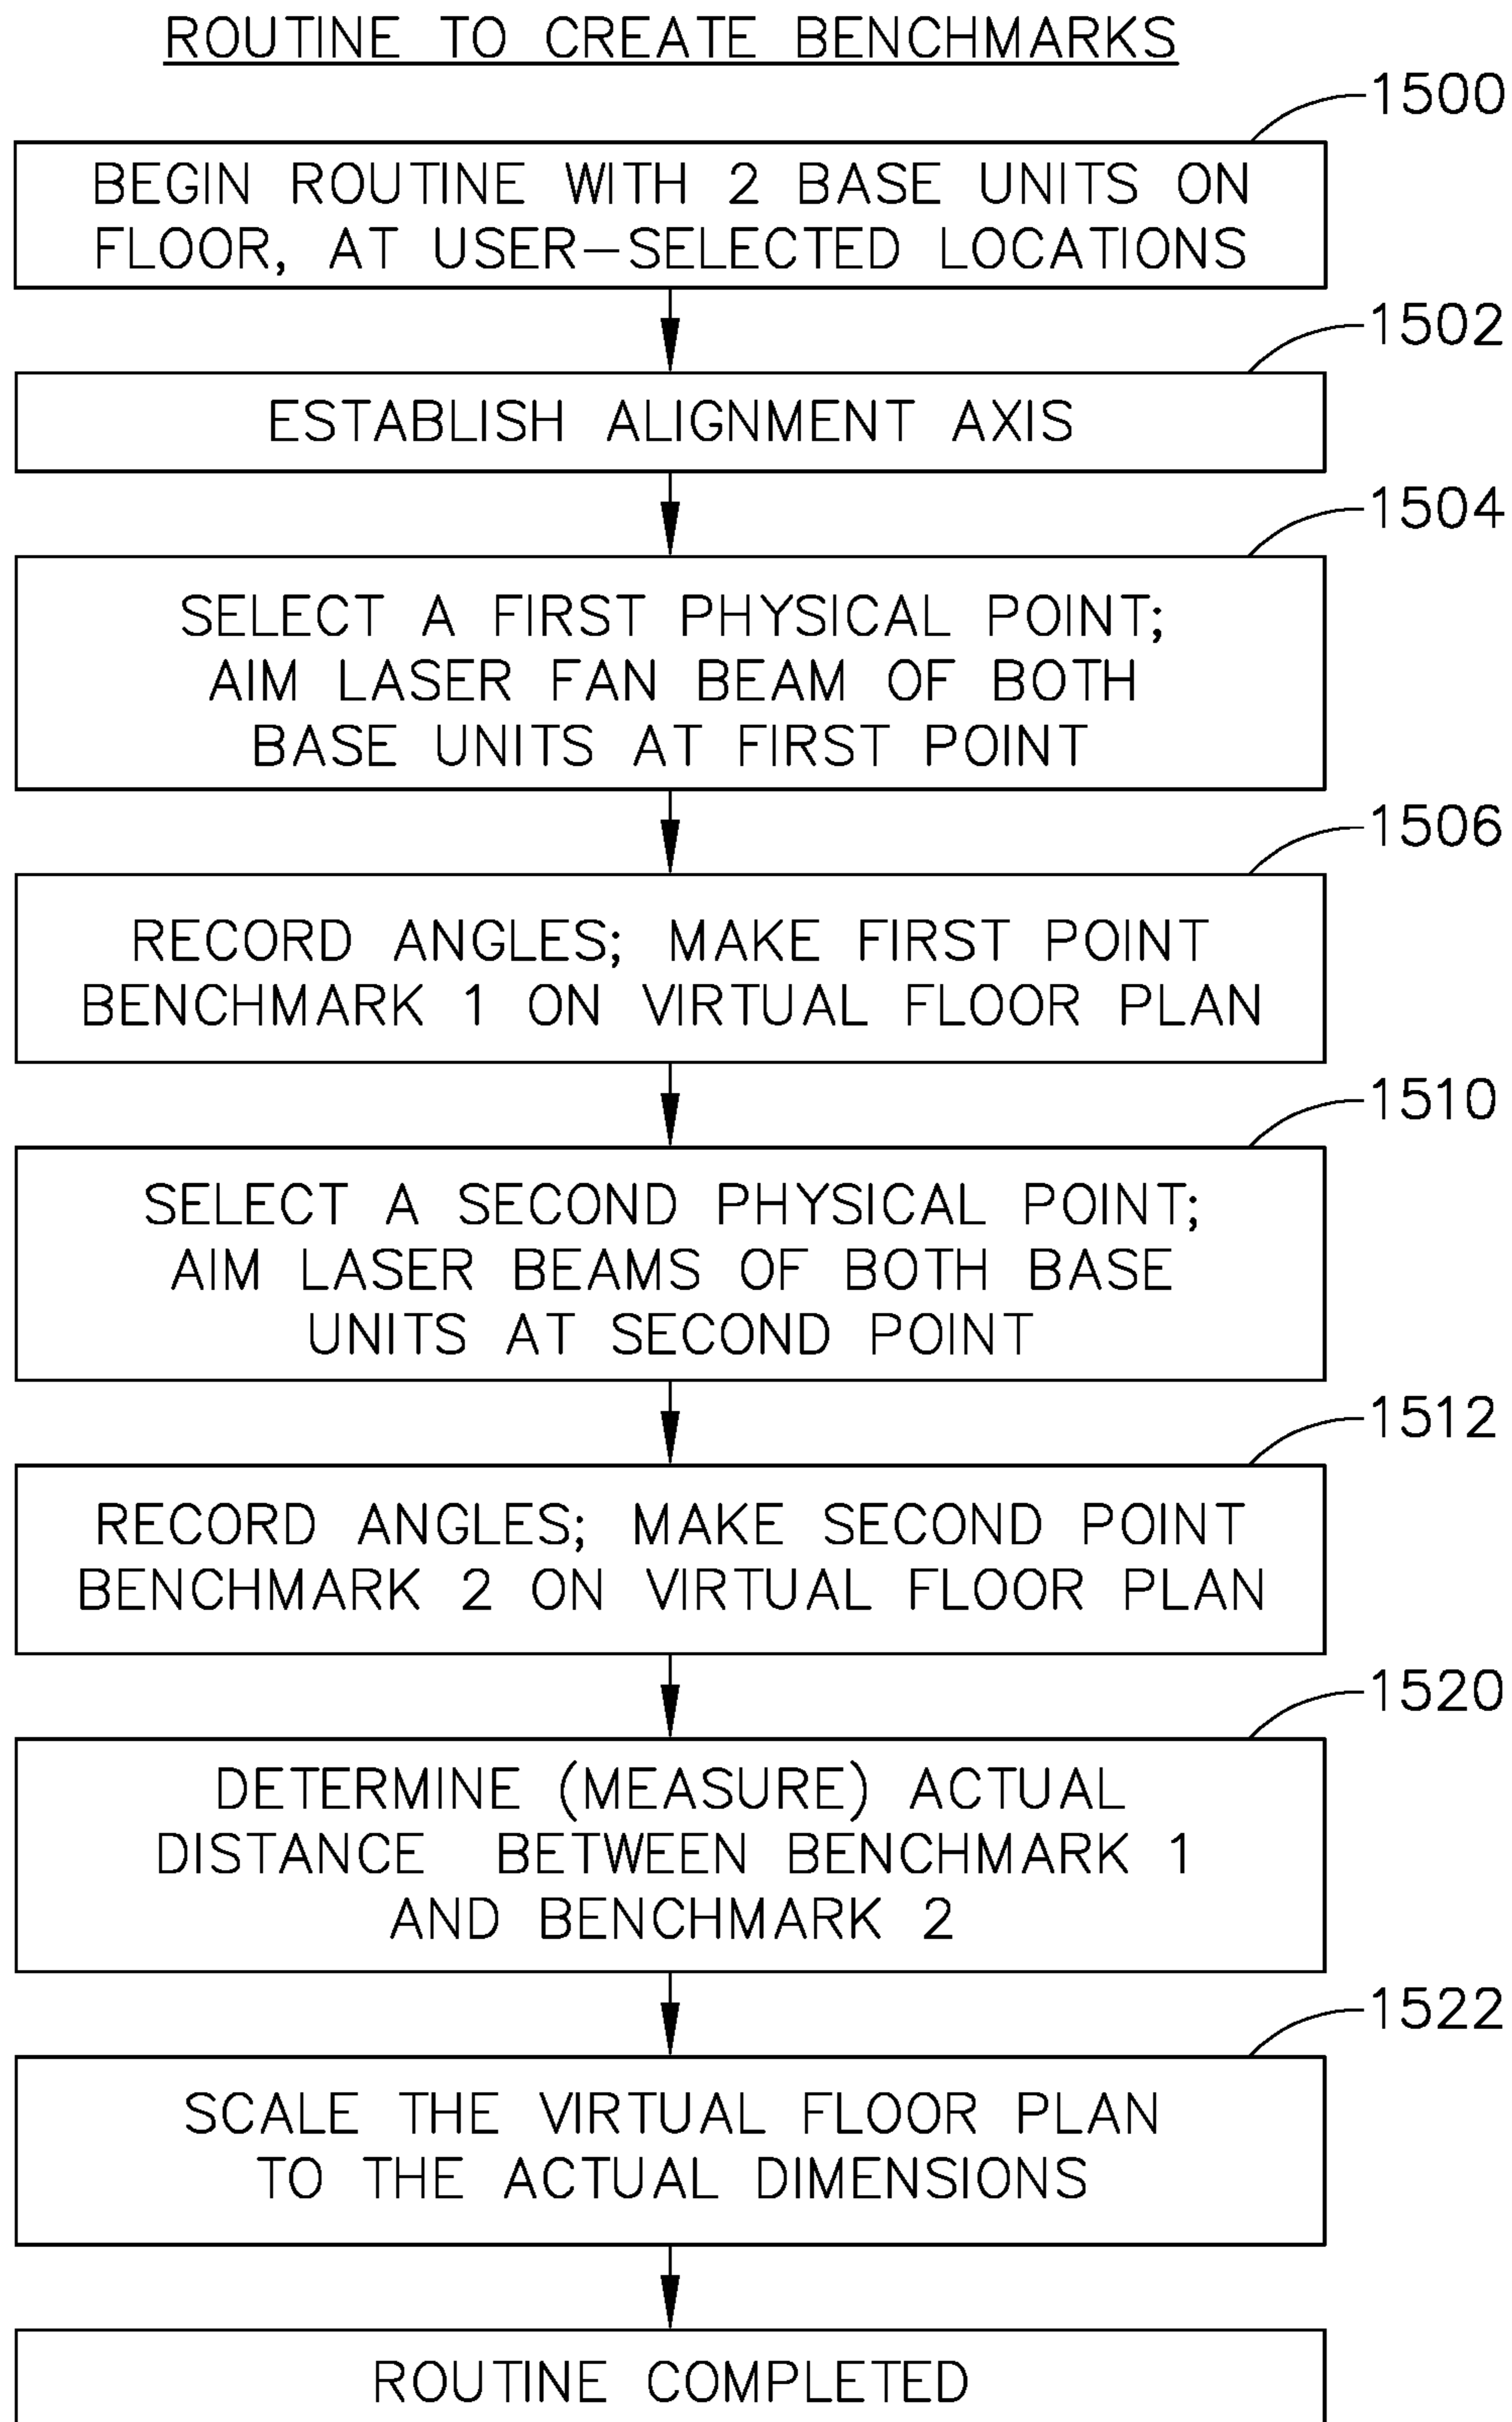 ROUTINE TO CREATE BENCHMARKS
1500
BEGIN ROUTINE WITH 2 BASE UNITS ON
FLOOR, AT USER-SELECTED LOCATIONS
1502
ESTABLISH ALIGNMENT AXIS
1504
SELECT A FIRST PHYSICAL POINT;
AIM LASER FAN BEAM OF BOTH
BASE UNITS AT FIRST POINT
1506
RECORD ANGLES; MAKE FIRST POINT
BENCHMARK 1 ON VIRTUAL FLOOR PLAN
1510
SELECT A SECOND PHYSICAL POINT;
AIM LASER BEAMS OF BOTH BASE
UNITS AT SECOND POINT
1512
RECORD ANGLES; MAKE SECOND POINT
BENCHMARK 2 ON VIRTUAL FLOOR PLAN
1520
DETERMINE (MEASURE) ACTUAL
DISTANCE BETWEEN BENCHMARK 1
AND BENCHMARK 2
1522
SCALE THE VIRTUAL FLOOR PLAN
TO THE ACTUAL DIMENSIONS
ROUTINE COMPLETED